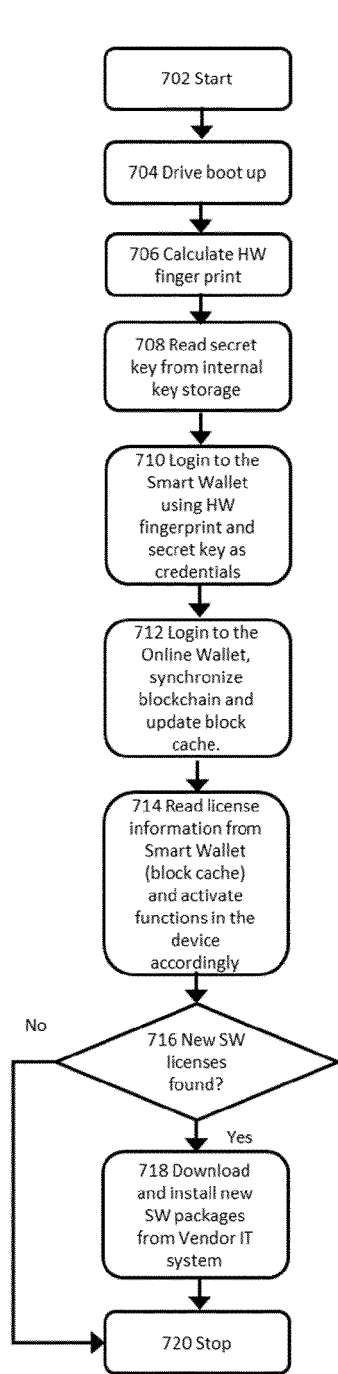 702 Start
704 Drive boot up
706 Calculate HW
finger print
708 Read secret
key from internal
key storage
710 Login to the
Smart Wallet
using HW
fingerprint and
secret key as
credentials
712 Login to the
Online Wallet,
synchronize
blockchain and
update block
cache.
714 Read license
information from
Smart Wallet
(block cache)
and activate
functions in the
device
accordingly
No
716 New SW
licenses
found?
Yes
718 Download
and install new
SW packages
from Vendor IT
system
720 Stop